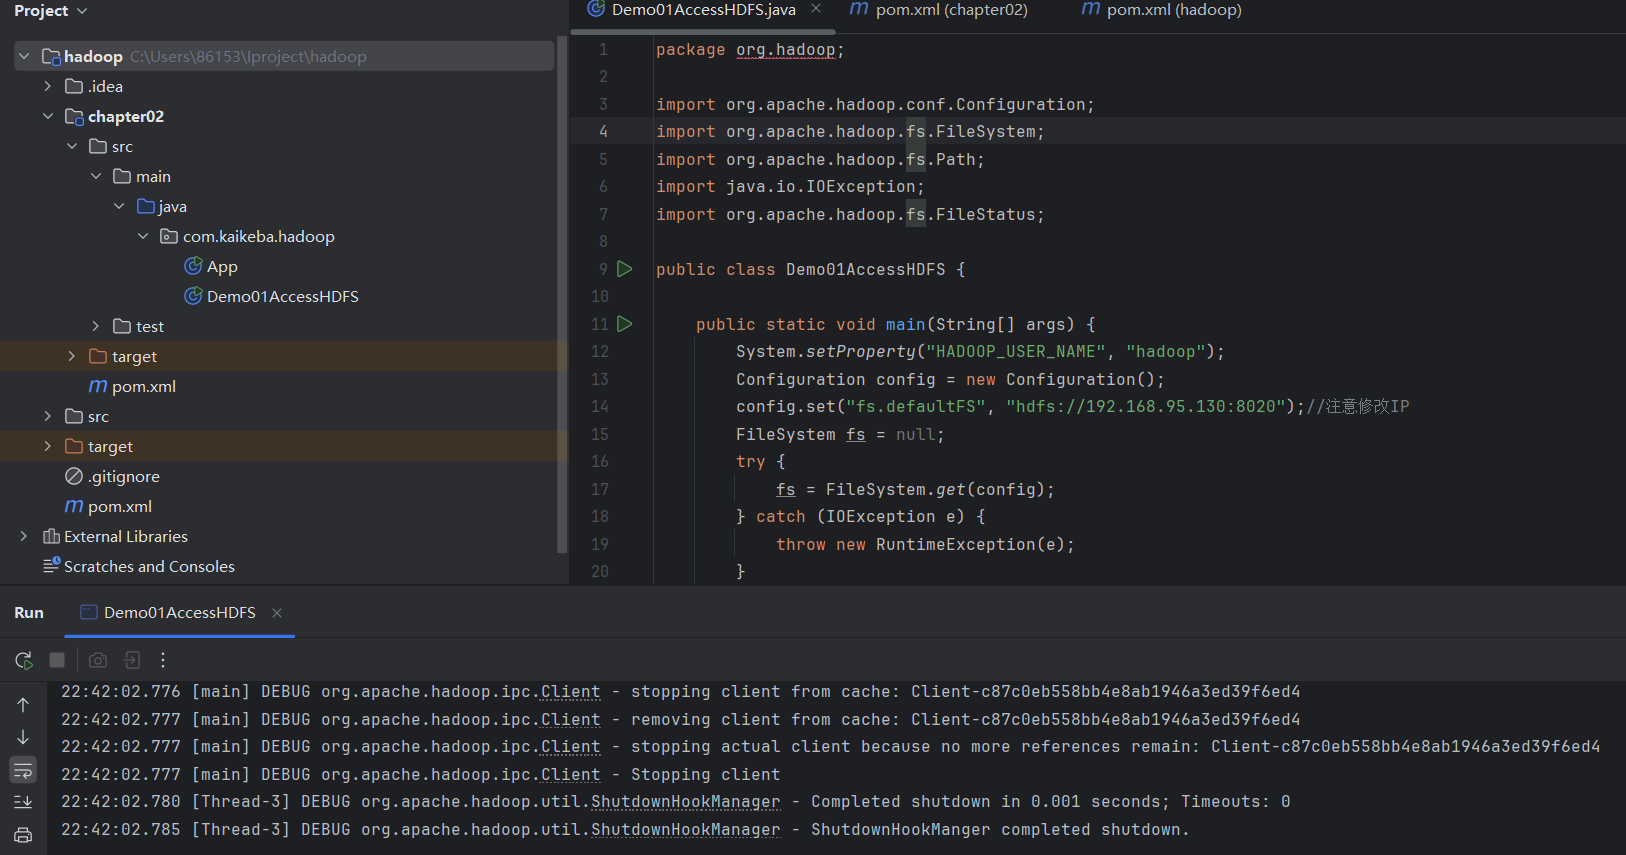 Project
hadoop C:\Users\86153\Iproject\hadoop
.idea
chapter02
src
main
java
com.kaikeba.hadoop
App
Demo01AccessHDFS
test
target
pom.xml
src
target
.gitignore
pom.xml
External Libraries
Scratches and Consoles
Demo01AccessHDFS.java
pom.xml (chapter02)
pom.xml (hadoop)
1 package org.hadoop;
2
3 import org.apache.hadoop.conf.Configuration;
4 import org.apache.hadoop.fs.FileSystem;
5 import org.apache.hadoop.fs.Path;
6 import java.io.IOException;
7 import org.apache.hadoop.fs.FileStatus;
8
9 public class Demo01AccessHDFS {
10
11 public static void main(String[] args) {
12 System.setProperty("HADOOP_USER_NAME", "hadoop");
13 Configuration config = new Configuration();
14 config.set("fs.defaultFS", "hdfs://192.168.95.130:8020");//注意修改IP
15 FileSystem fs = null;
16 try {
17 fs = FileSystem.get(config);
18 } catch (IOException e) {
19 throw new RuntimeException(e);
20 }
Run
Demo01AccessHDFS
22:42:02.776 [main] DEBUG org.apache.hadoop.ipc.Client - stopping client from cache: Client-c87c0eb558bb4e8ab1946a3ed39f6ed4
22:42:02.777 [main] DEBUG org.apache.hadoop.ipc.Client - removing client from cache: Client-c87c0eb558bb4e8ab1946a3ed39f6ed4
22:42:02.777 [main] DEBUG org.apache.hadoop.ipc.Client - stopping actual client because no more references remain: Client-c87c0eb558bb4e8ab1946a3ed39f6ed4
22:42:02.777 [main] DEBUG org.apache.hadoop.ipc.Client - Stopping client
22:42:02.780 [Thread-3] DEBUG org.apache.hadoop.util.ShutdownHookManager - Completed shutdown in 0.001 seconds; Timeouts: 0
22:42:02.785 [Thread-3] DEBUG org.apache.hadoop.util.ShutdownHookManager - ShutdownHookManger completed shutdown.